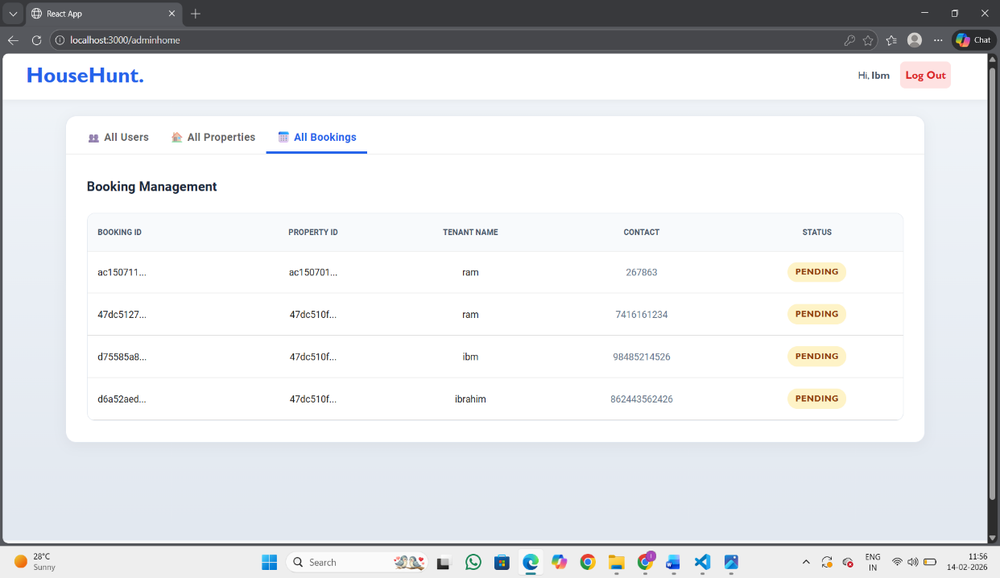 React App
localhost:3000/adminhome
Chat
HouseHunt.
Hi, Ibm
Log Out
All Users
All Properties
All Bookings
Booking Management
BOOKING ID PROPERTY ID TENANT NAME CONTACT STATUS
ac150711... ac150701... ram 267863 PENDING
47dc5127... 47dc510f... ram 7416161234 PENDING
d75585a8... 47dc510f... ibm 98485214526 PENDING
d6a52aed... 47dc510f... ibrahim 862443562426 PENDING
28°C
Sunny
Search
ENG
IN
11:56
14-02-2026